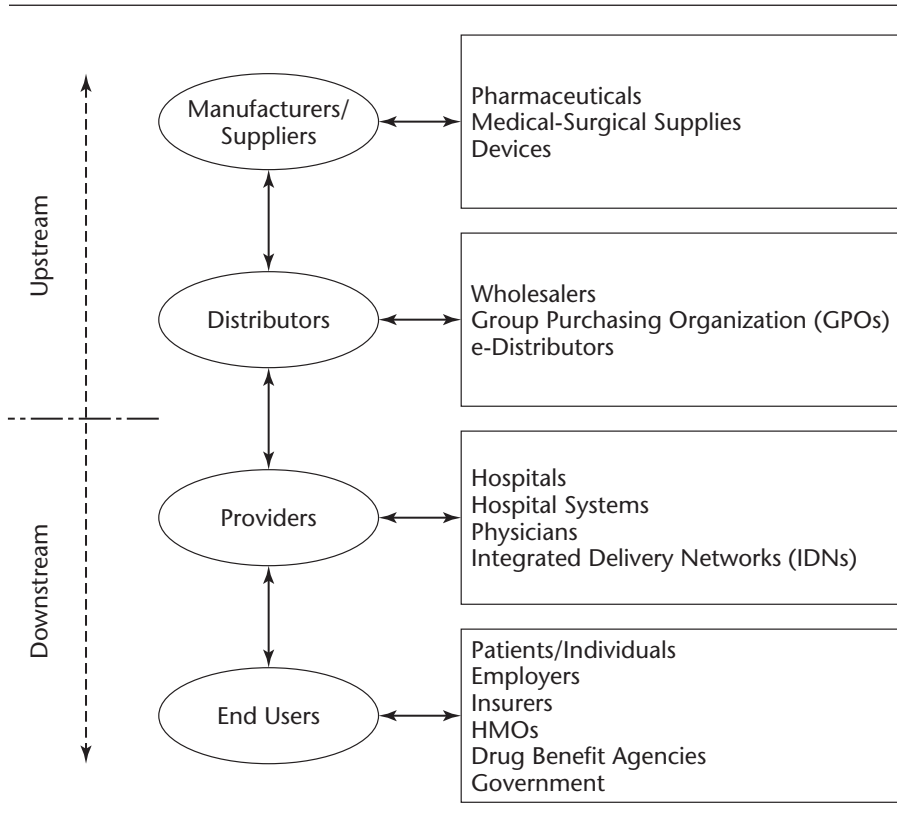 Upstream
Downstream
Manufacturers/
Suppliers
Pharmaceuticals
Medical-Surgical Supplies
Devices
Distributors
Wholesalers
Group Purchasing Organization (GPOs)
e-Distributors
Providers
Hospitals
Hospital Systems
Physicians
Integrated Delivery Networks (IDNs)
End Users
Patients/Individuals
Employers
Insurers
HMOs
Drug Benefit Agencies
Government